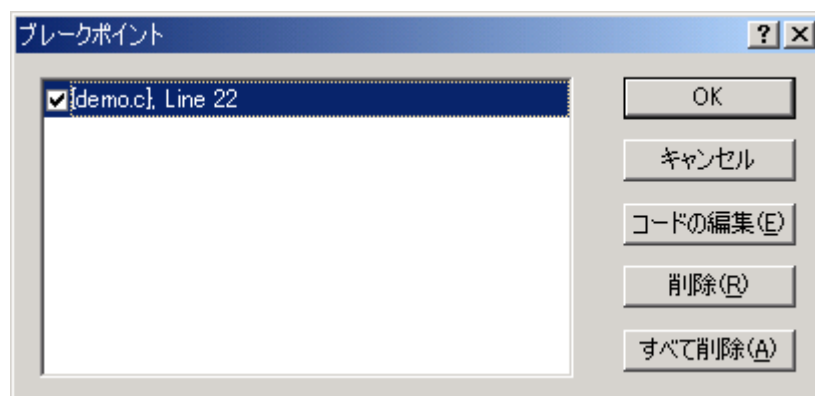 ブレークポイント
{demo.c}, Line 22
OK
キャンセル
コードの編集(E)
削除(R)
すべて削除(A)